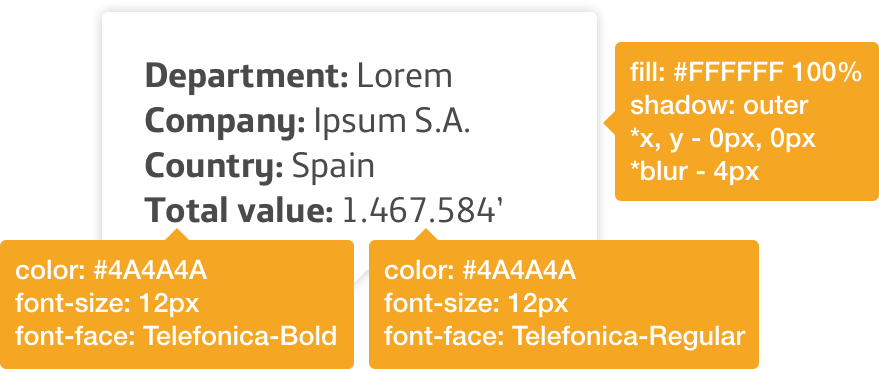 Department: Lorem
Company: Ipsum S.A.
Country: Spain
Total value: 1.467.584’
fill: #FFFFFF 100%
shadow: outer
*x, y - 0px, 0px
*blur - 4px
color: #4A4A4A
font-size: 12px
font-face: Telefonica-Bold
color: #4A4A4A
font-size: 12px
font-face: Telefonica-Regular